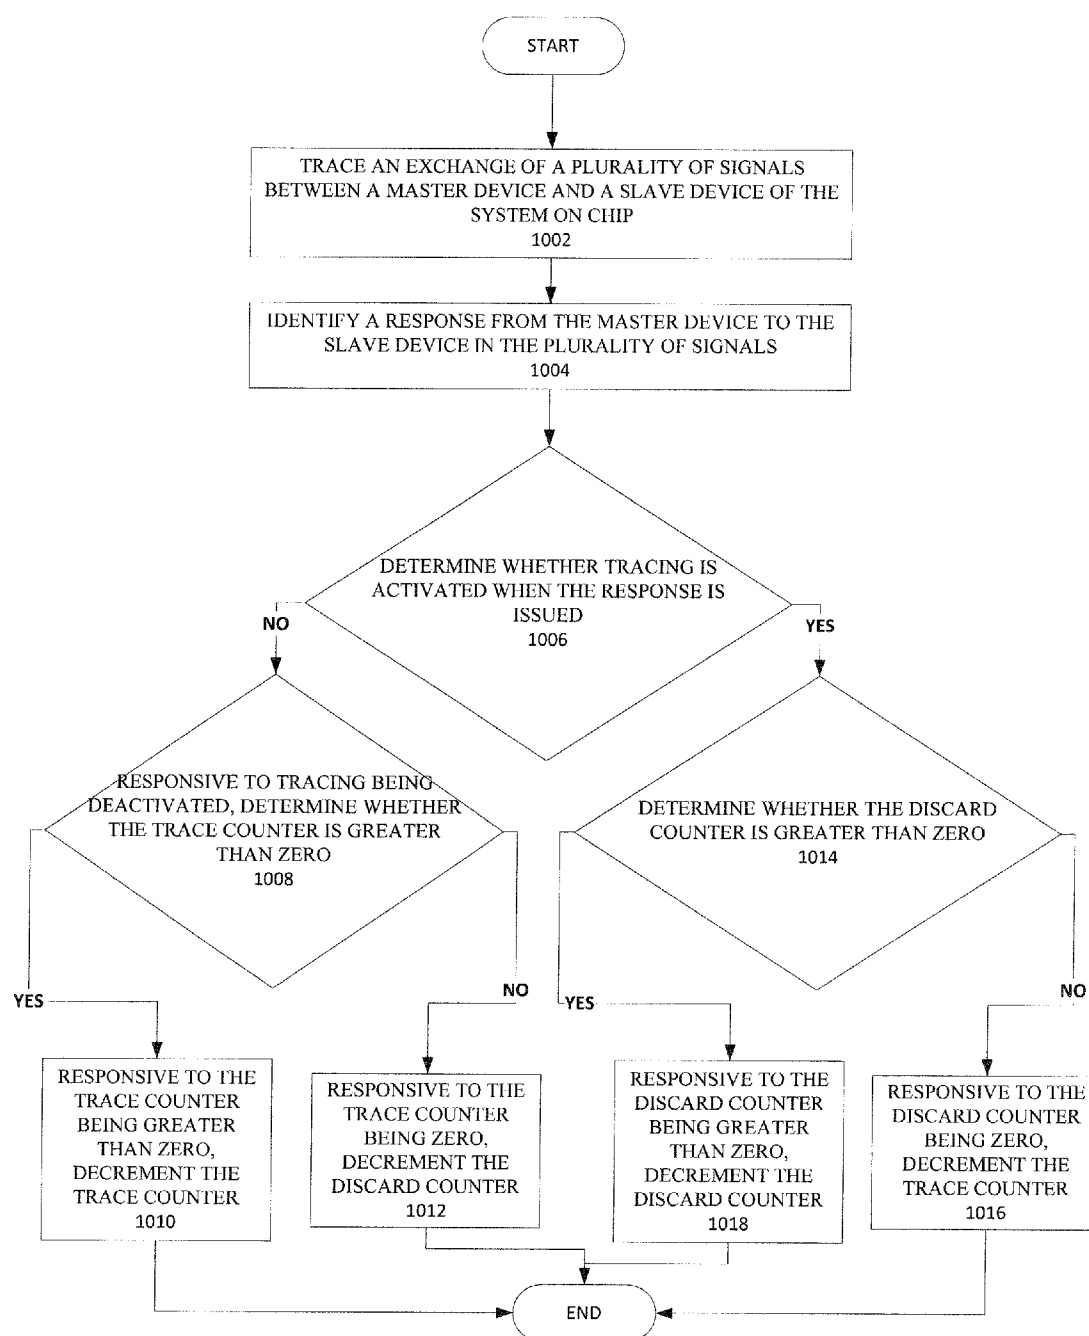 START
TRACE AN EXCHANGE OF A PLURALITY OF SIGNALS
BETWEEN A MASTER DEVICE AND A SLAVE DEVICE OF THE
SYSTEM ON CHIP
1002
IDENTIFY A RESPONSE FROM THE MASTER DEVICE TO THE
SLAVE DEVICE IN THE PLURALITY OF SIGNALS
1004
DETERMINE WHETHER TRACING IS
ACTIVATED WHEN THE RESPONSE IS
ISSUED
1006
NO
YES
RESPONSIVE TO TRACING BEING
DEACTIVATED, DETERMINE WHETHER
THE TRACE COUNTER IS GREATER
THAN ZERO
1008
DETERMINE WHETHER THE DISCARD
COUNTER IS GREATER THAN ZERO
1014
YES
NO
YES
NO
RESPONSIVE TO THE
TRACE COUNTER
BEING GREATER
THAN ZERO,
DECREMENT THE
TRACE COUNTER
1010
RESPONSIVE TO THE
TRACE COUNTER
BEING ZERO,
DECREMENT THE
DISCARD COUNTER
1012
RESPONSIVE TO THE
DISCARD COUNTER
BEING GREATER
THAN ZERO,
DECREMENT THE
DISCARD COUNTER
1018
RESPONSIVE TO THE
DISCARD COUNTER
BEING ZERO,
DECREMENT THE
TRACE COUNTER
1016
END